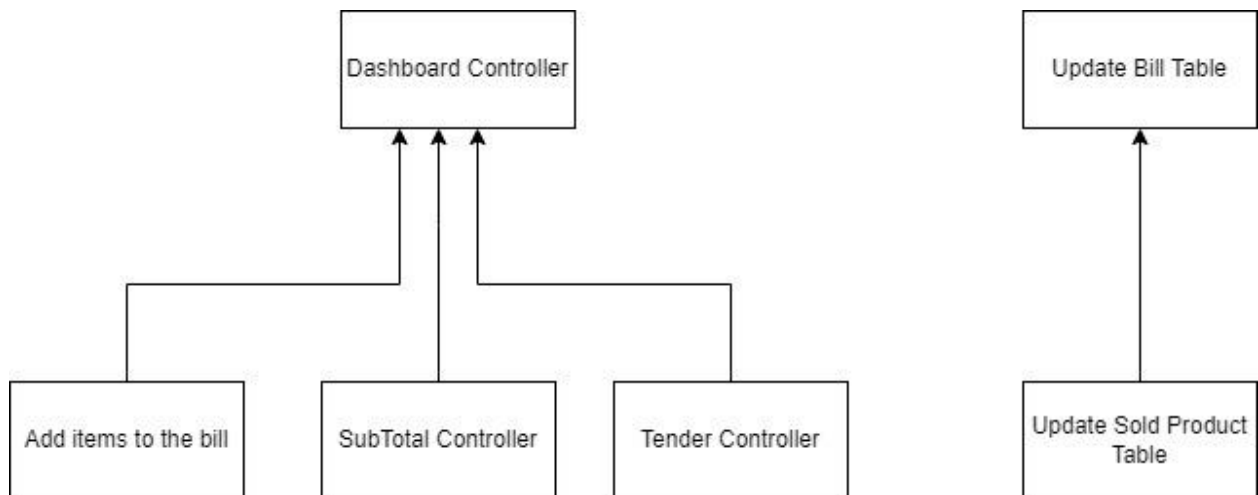 Dashboard Controller
Update Bill Table
Add items to the bill
SubTotal Controller
Tender Controller
Update Sold Product
Table